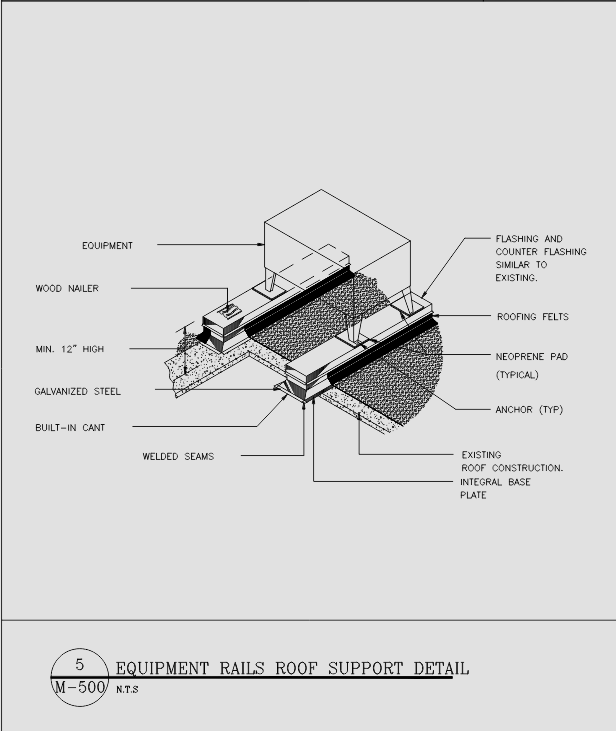 EQUIPMENT
WOOD NAILER
MIN. 12" HIGH
GALVANIZED STEEL
BUILT-IN CANT
WELDED SEAMS
FLASHING AND
COUNTER FLASHING
SIMILAR TO
EXISTING.
ROOFING FELTS
NEOPRENE PAD
(TYPICAL)
ANCHOR (TYP)
EXISTING
ROOF CONSTRUCTION.
INTEGRAL BASE
PLATE
5
M-500
EQUIPMENT RAILS ROOF SUPPORT DETAIL
N.T.S